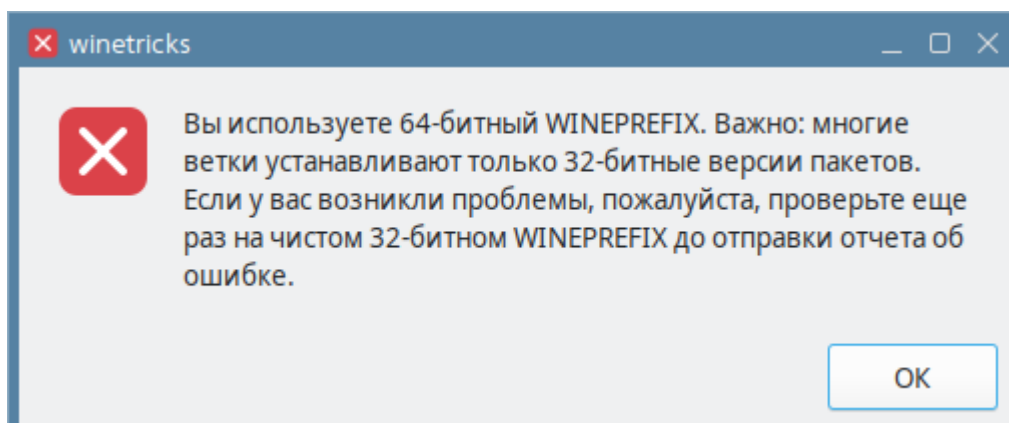 winetricks
Вы используете 64-битный WINEPREFIX. Важно: многие
ветки устанавливают только 32-битные версии пакетов.
Если у вас возникли проблемы, пожалуйста, проверьте еще
раз на чистом 32-битном WINEPREFIX до отправки отчета об
ошибке.
ОК